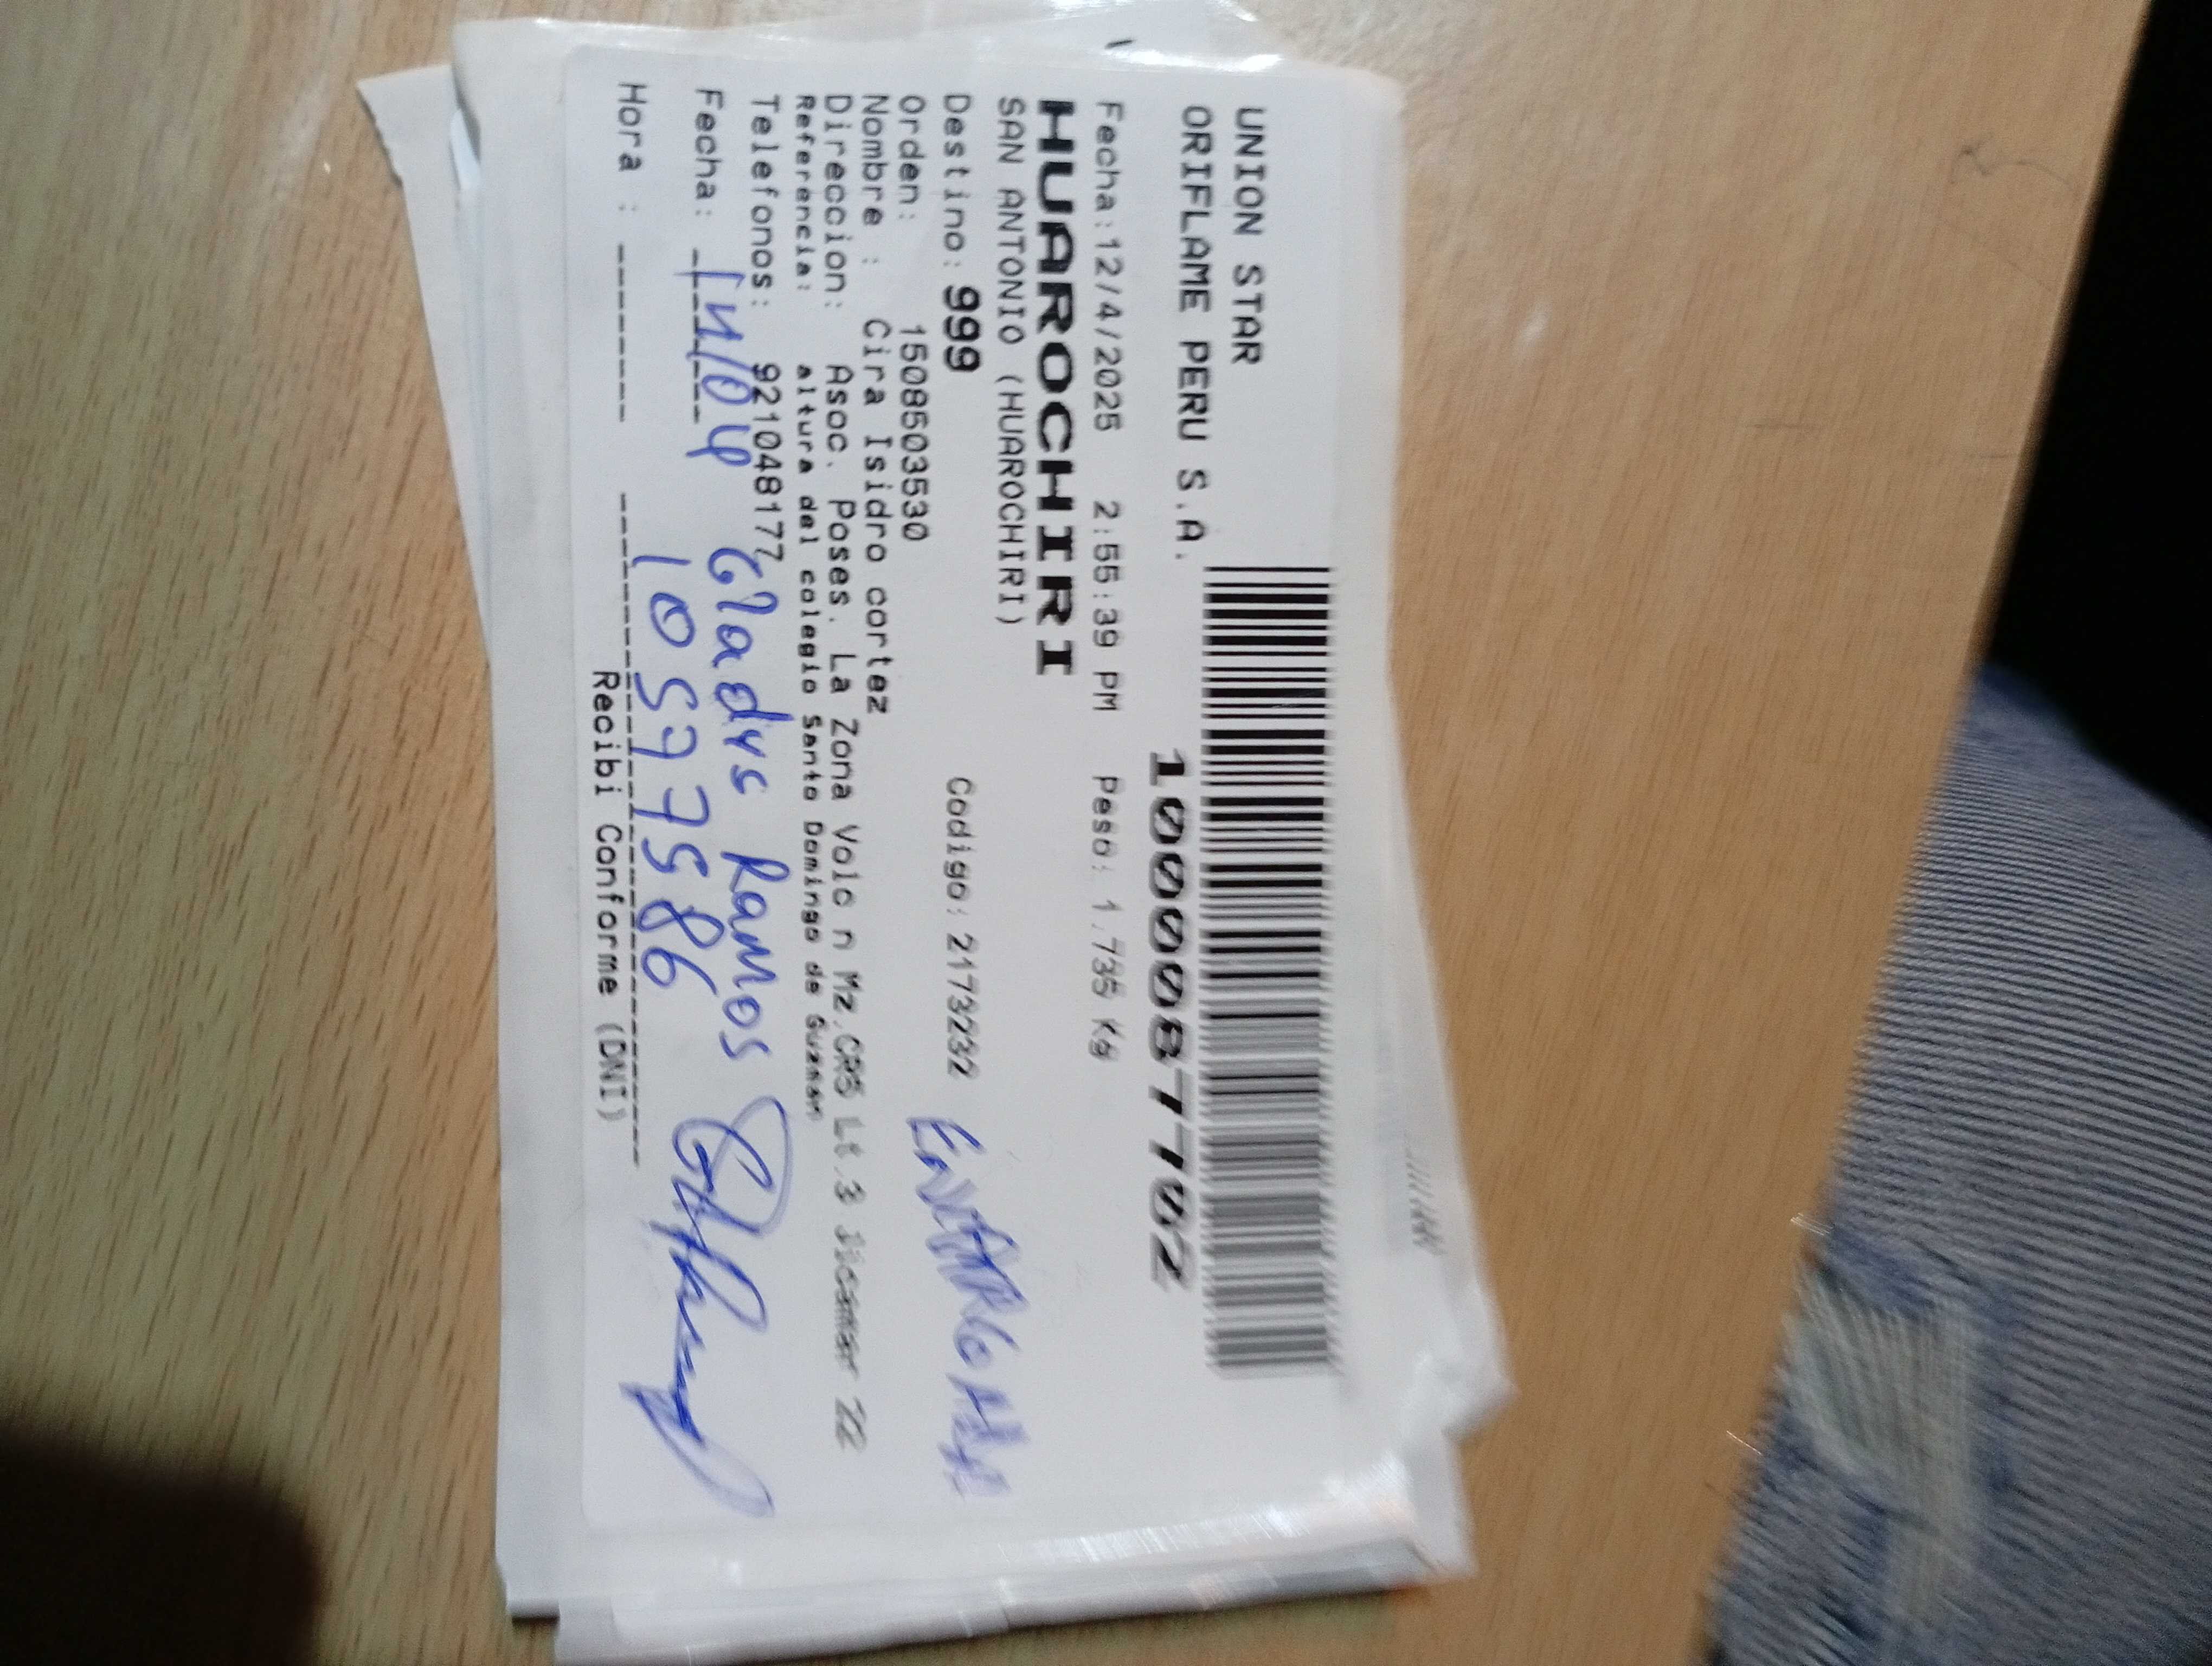 UNION STAR
ORIFLAME PERU S.A.
10000877702
Fecha:12/4/2025 2:55:39 PM Peso: 1.735 Kg
HUAROCHIRI
SAN ANTONIO (HUAROCHIRI)
Destino: 999 Codigo: 2173232
Orden: 1508503530
Nombre : Cira Isidro cortez
Direccion: Asoc. Poses. La Zona Volc n Mz.CR5 Lt.3 Jicamar 22
Referencia: altura del colegio Santo Domingo de Guzman
Telefonos: 921048177
Fecha: 14/04 Gladys Ramos
10597586
Hora :
Recibi Conforme (DNI)